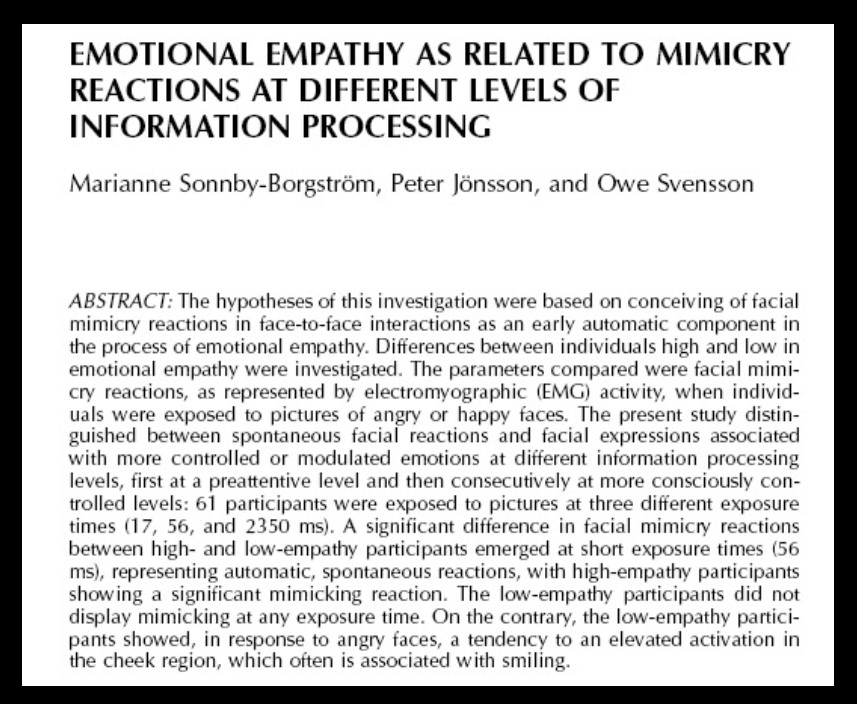 EMOTIONAL EMPATHY AS RELATED TO MIMICRY
REACTIONS AT DIFFERENT LEVELS OF
INFORMATION PROCESSING
Marianne Sonnby-Borgström, Peter Jönsson, and Owe Svensson
ABSTRACT: The hypotheses of this investigation were based on conceiving of facial
mimicry reactions in face-to-face interactions as an early automatic component in
the process of emotional empathy. Differences between individuals high and low in
emotional empathy were investigated. The parameters compared were facial mimi-
cry reactions, as represented by electromyographic (EMG) activity, when individ-
uals were exposed to pictures of angry or happy faces. The present study distin-
guished between spontaneous facial reactions and facial expressions associated
with more controlled or modulated emotions at different information processing
levels, first at a preattentive level and then consecutively at more consciously con-
trolled levels: 61 participants were exposed to pictures at three different exposure
times (17, 56, and 2350 ms). A significant difference in facial mimicry reactions
between high- and low-empathy participants emerged at short exposure times (56
ms), representing automatic, spontaneous reactions, with high-empathy participants
showing a significant mimicking reaction. The low-empathy participants did not
display mimicking at any exposure time. On the contrary, the low-empathy partici-
pants showed, in response to angry faces, a tendency to an elevated activation in
the cheek region, which often is associated with smiling.